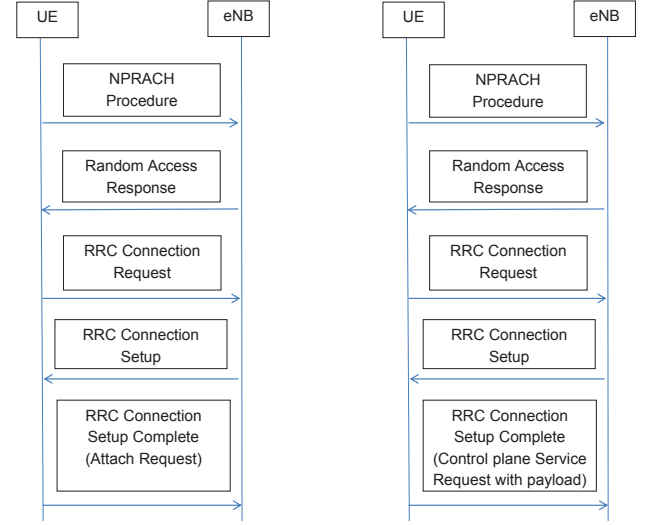 UE
eNB
NPRACH
Procedure
Random Access
Response
RRC Connection
Request
RRC Connection
Setup
RRC Connection
Setup Complete
(Attach Request)
UE
eNB
NPRACH
Procedure
Random Access
Response
RRC Connection
Request
RRC Connection
Setup
RRC Connection
Setup Complete
(Control plane Service
Request with payload)